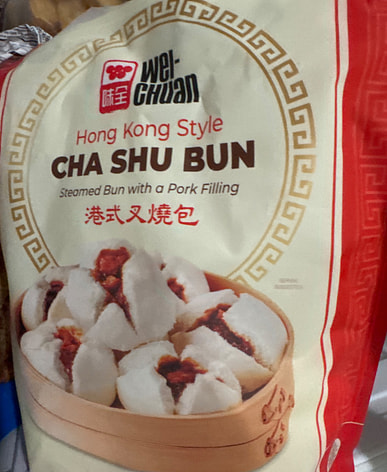 味全
Wei-
CHUAN
Hong Kong Style
CHA SHU BUN
Steamed Bun with a Pork Filling
港式叉燒包